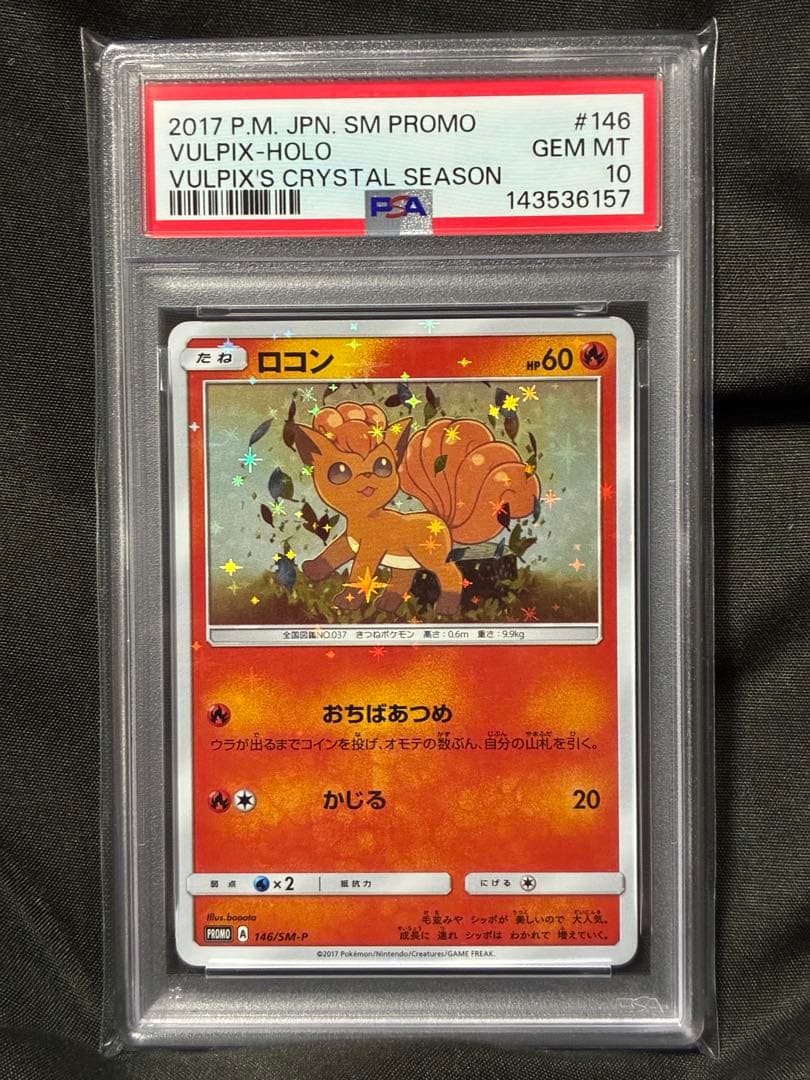 2017 P.M. JPN. SM PROMO #146
VULPIX-HOLO GEM MT
VULPIX'S CRYSTAL SEASON 10
PSA 143536157
たね ロコン HP60
全国図鑑NO.037 きつねポケモン 高さ:0.6m 重さ:9.9kg
おちばあつめ
ウラが出るまでコインを投げ、オモテの数ぶん、自分の山札を引く。
かじる 20
弱点 ×2 抵抗力 にげる
Illus.booota
毛並みや シッポが 美しいので 大人気。
PROMO A 146/SM-P
成長に 連れ シッポは わかれて 増えていく。
©2017 Pokémon/Nintendo/Creatures/GAME FREAK.
PSA